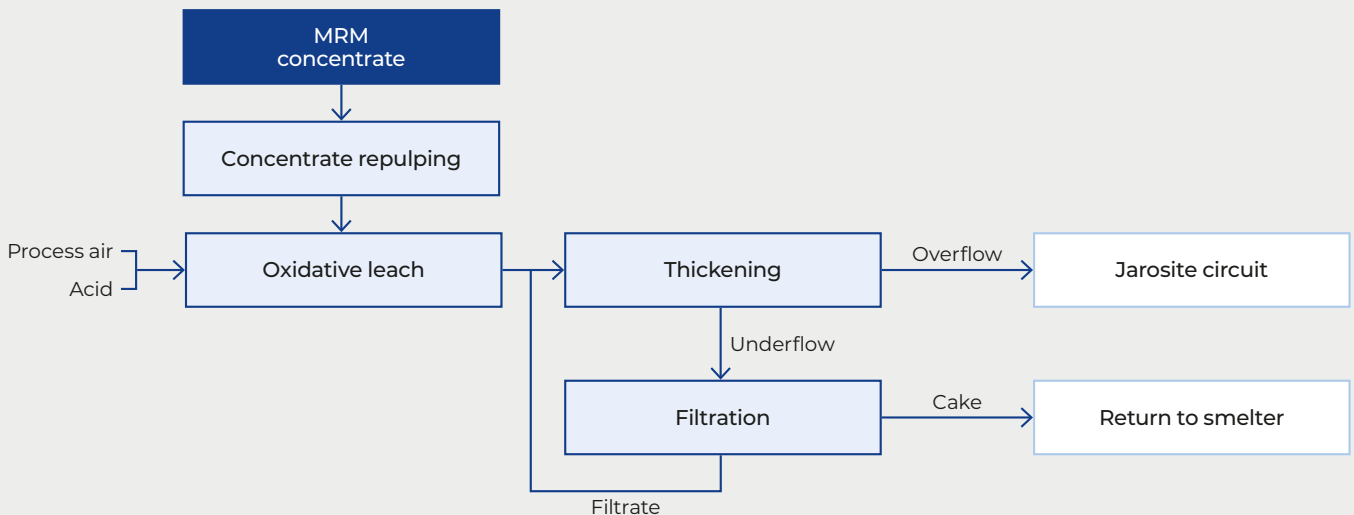 MRM
concentrate
Concentrate repulping
Process air
Acid
Oxidative leach
Thickening
Overflow
Jarosite circuit
Underflow
Filtration
Cake
Return to smelter
Filtrate